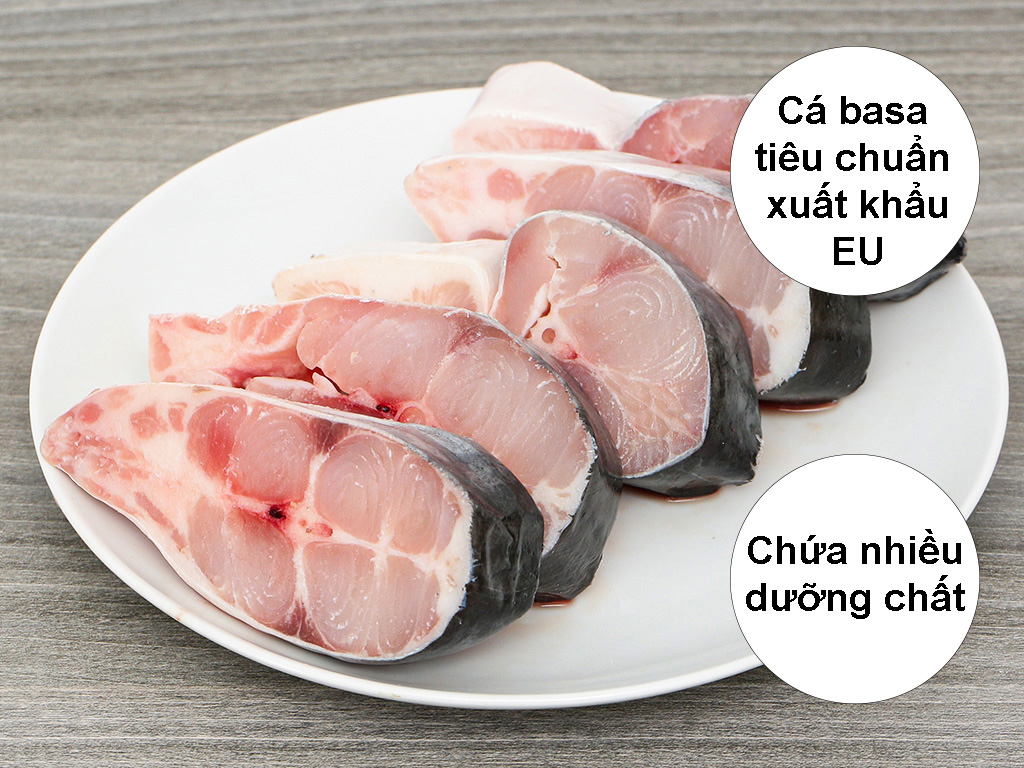 Cá basa
tiêu chuẩn
xuất khẩu
EU
Chứa nhiều
dưỡng chất